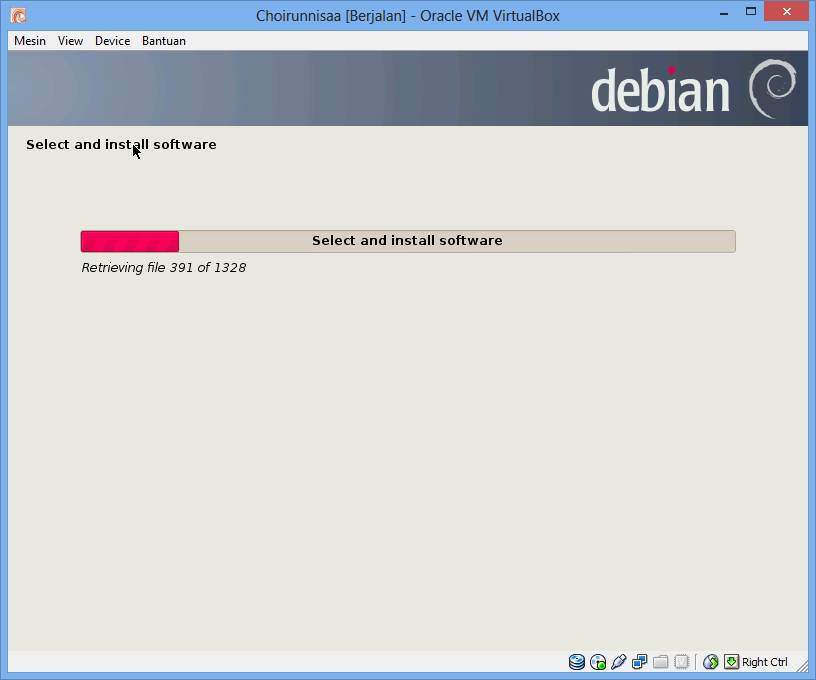 Choirunnisaa [Berjalan] - Oracle VM VirtualBox
Mesin View Device Bantuan
debian
Select and install software
Select and install software
Retrieving file 391 of 1328
Right Ctrl